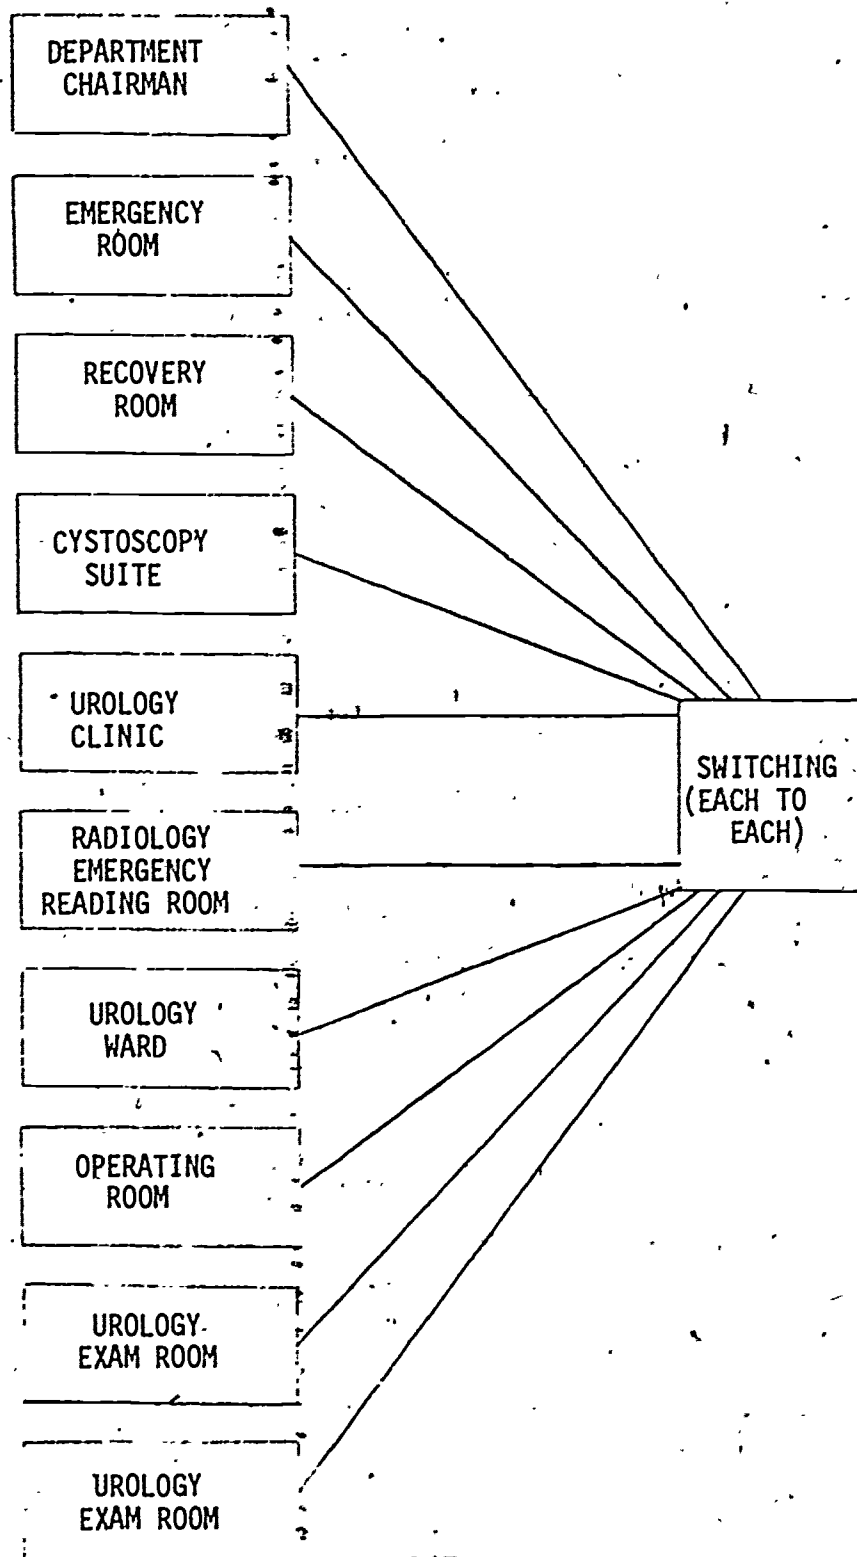 DEPARTMENT
CHAIRMAN
EMERGENCY
ROOM
RECOVERY
ROOM
CYSTOSCOPY
SUITE
UROLOGY
CLINIC
RADIOLOGY
EMERGENCY
READING ROOM
UROLOGY
WARD
OPERATING
ROOM
UROLOGY
EXAM ROOM
UROLOGY
EXAM ROOM
SWITCHING
(EACH TO
EACH)